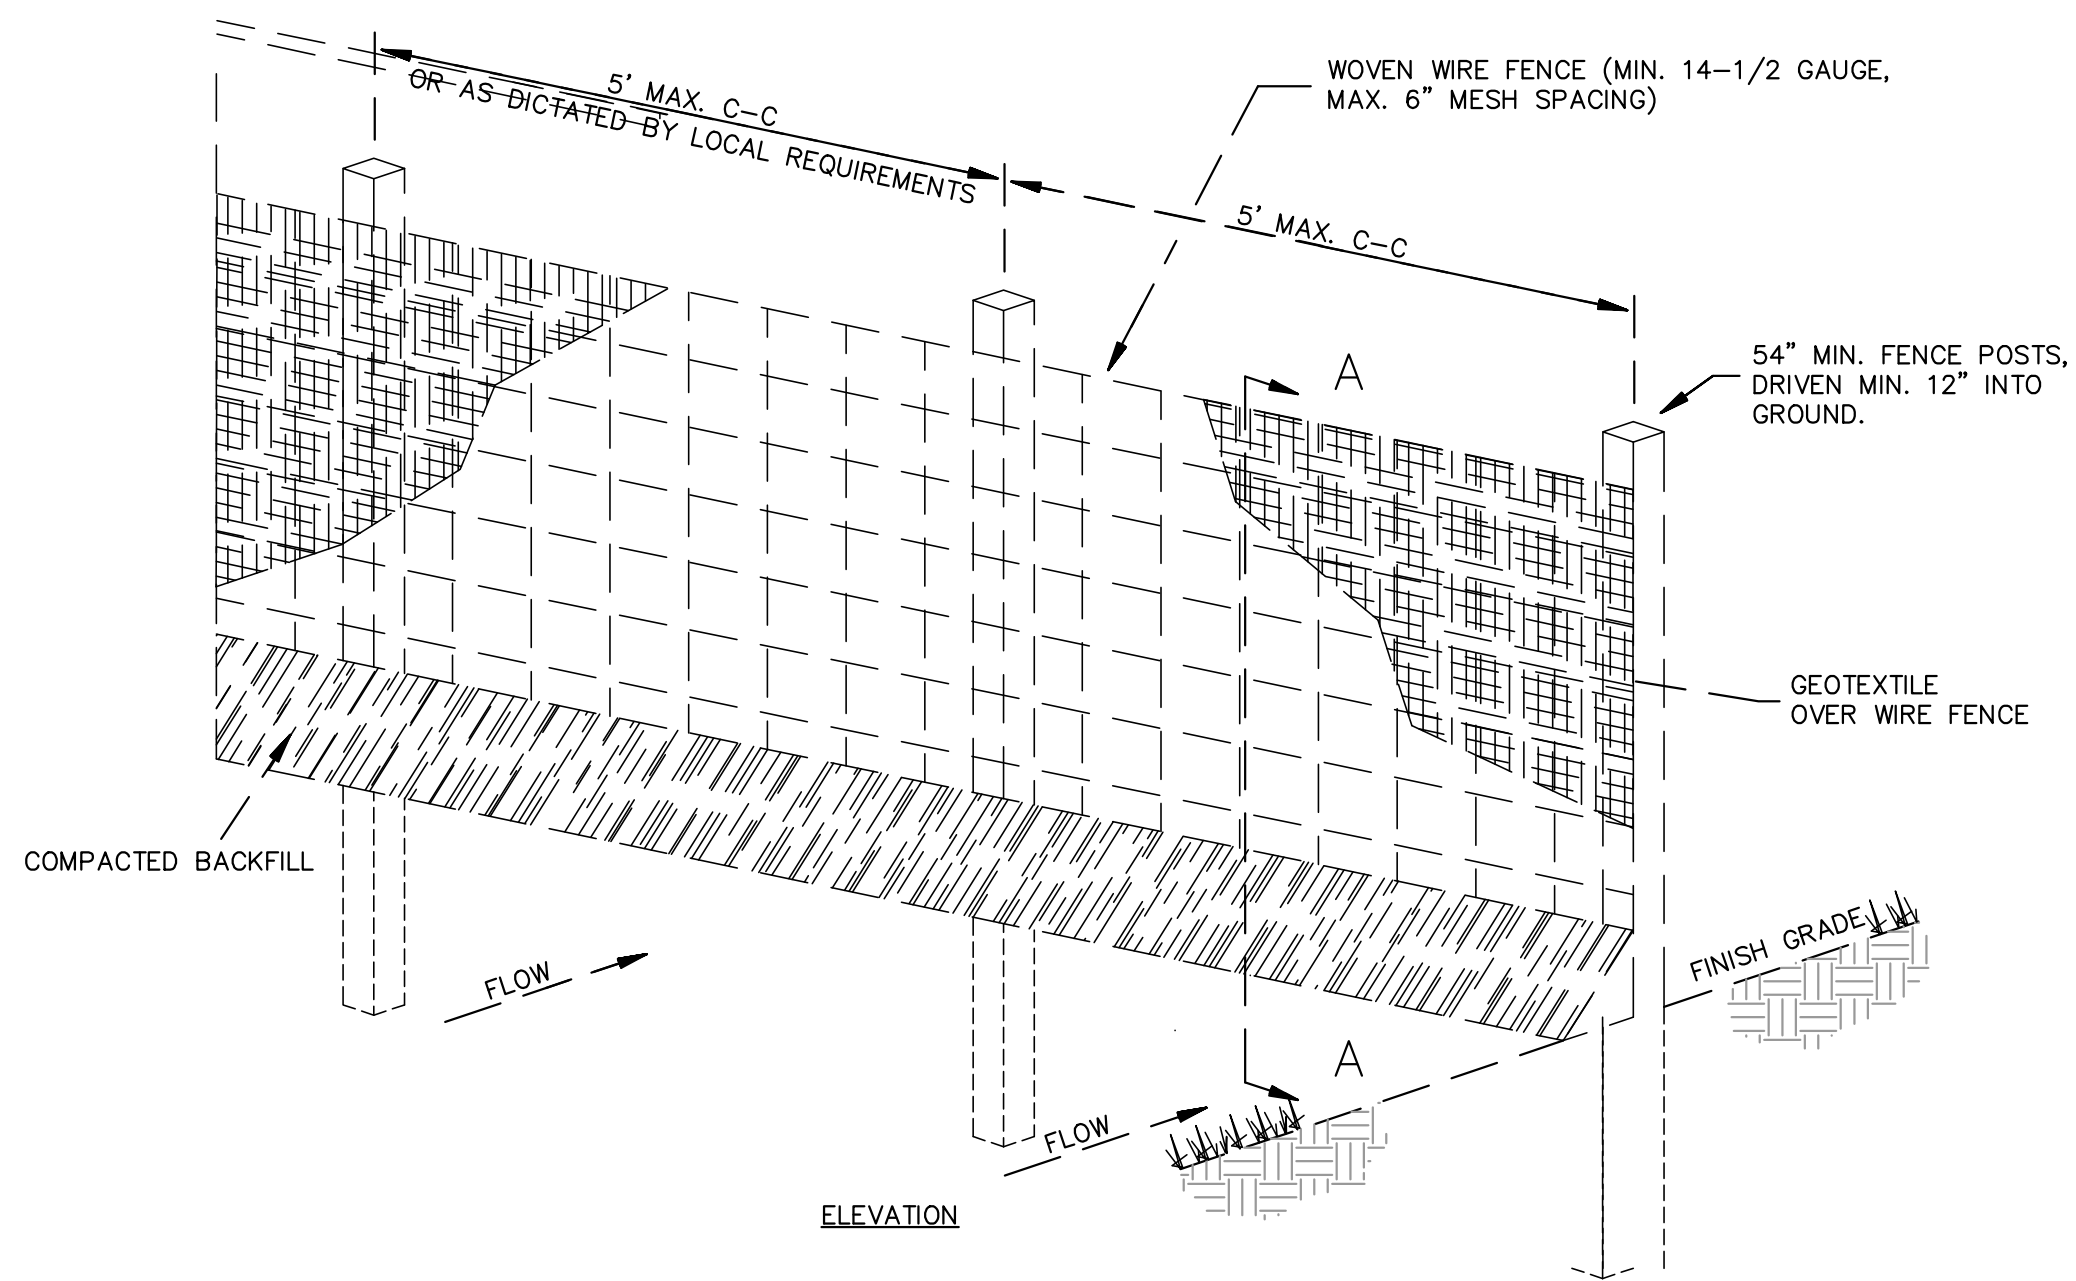 5' MAX. C-C
OR AS DICTATED BY LOCAL REQUIREMENTS
WOVEN WIRE FENCE (MIN. 14-1/2 GAUGE,
MAX. 6" MESH SPACING)
5' MAX. C-C
A
54" MIN. FENCE POSTS,
DRIVEN MIN. 12" INTO
GROUND.
GEOTEXTILE
OVER WIRE FENCE
COMPACTED BACKFILL
FINISH GRADE
FLOW
A
FLOW
ELEVATION